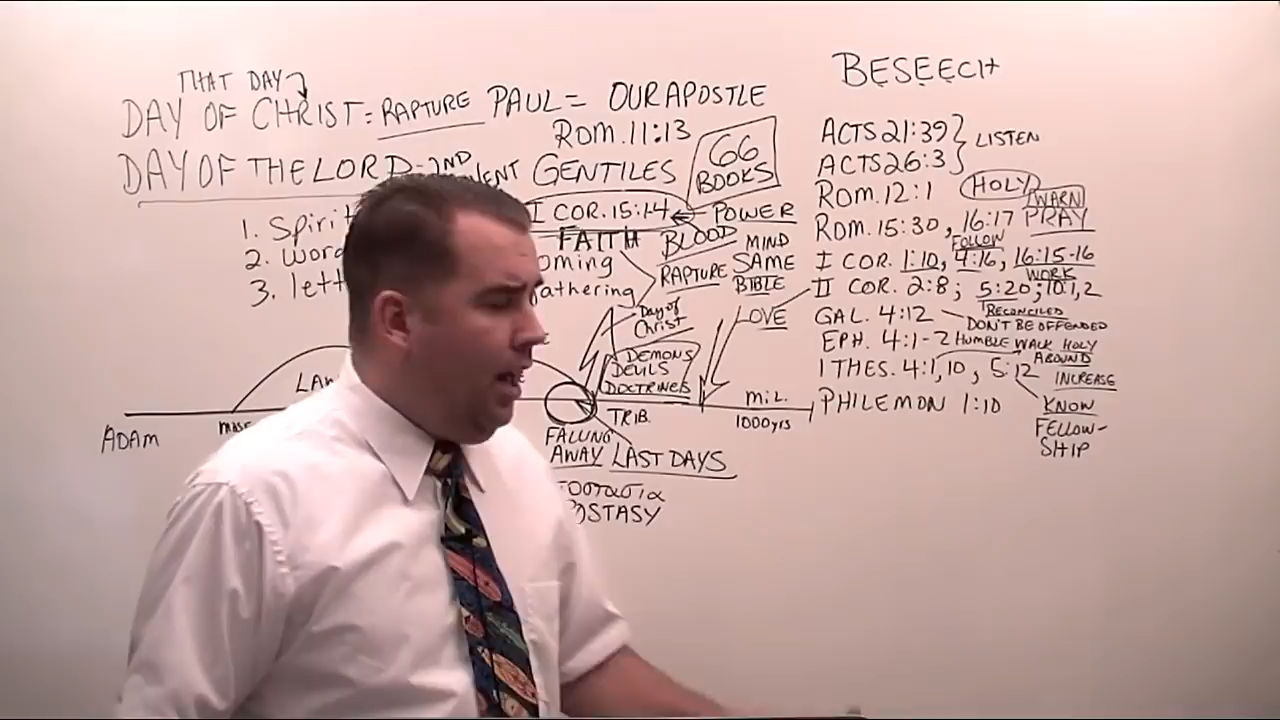 THAT DAY
DAY OF CHRIST = RAPTURE PAUL = OUR APOSTLE
ROM. 11:13
DAY OF THE LORD = 2ND
GENTILES
66
BOOKS
1. Spirit
I COR. 15:1-4
POWER
FAITH
BLOOD
2. word
oming
MIND
SAME
BIBLE
RAPTURE
3. lett
athering
Day of
Christ
LOVE
DEMONS
DEVILS
DOCTRINES
LAW
ADAM
TRIB.
MIL.
1000yrs
FALLING
AWAY LAST DAYS
OSTASY
BESEECH
ACTS 21:39
ACTS 26:3
LISTEN
ROM. 12:1 HOLY
WARN
ROM. 15:30, 16:17 PRAY
FOLLOW
I COR. 1:10, 4:16, 16:15-16
WORK
II COR. 2:8; 5:20; 10:1,2
RECONCILED
GAL. 4:12 DON'T BE OFFENDED
EPH. 4:1-2 HUMBLE WALK HOLY
I THES. 4:1,10, 5:12 ABOUND
INCREASE
PHILEMON 1:10 KNOW
FELLOW-
SHIP